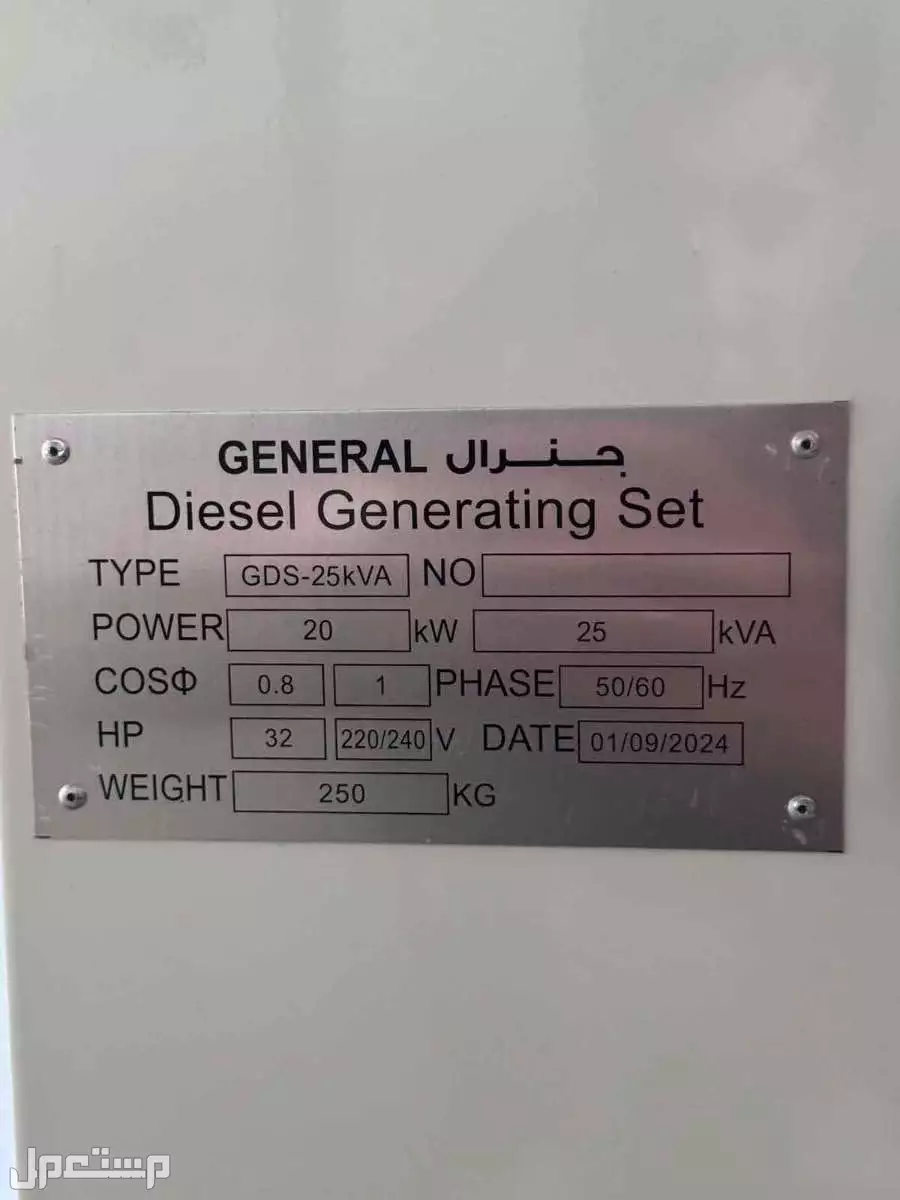 GENERAL جنرال
Diesel Generating Set
TYPE GDS-25kVA NO
POWER 20 kW 25 kVA
COSΦ 0.8 1 PHASE 50/60 Hz
HP 32 220/240 V DATE 01/09/2024
WEIGHT 250 KG
مستعمل